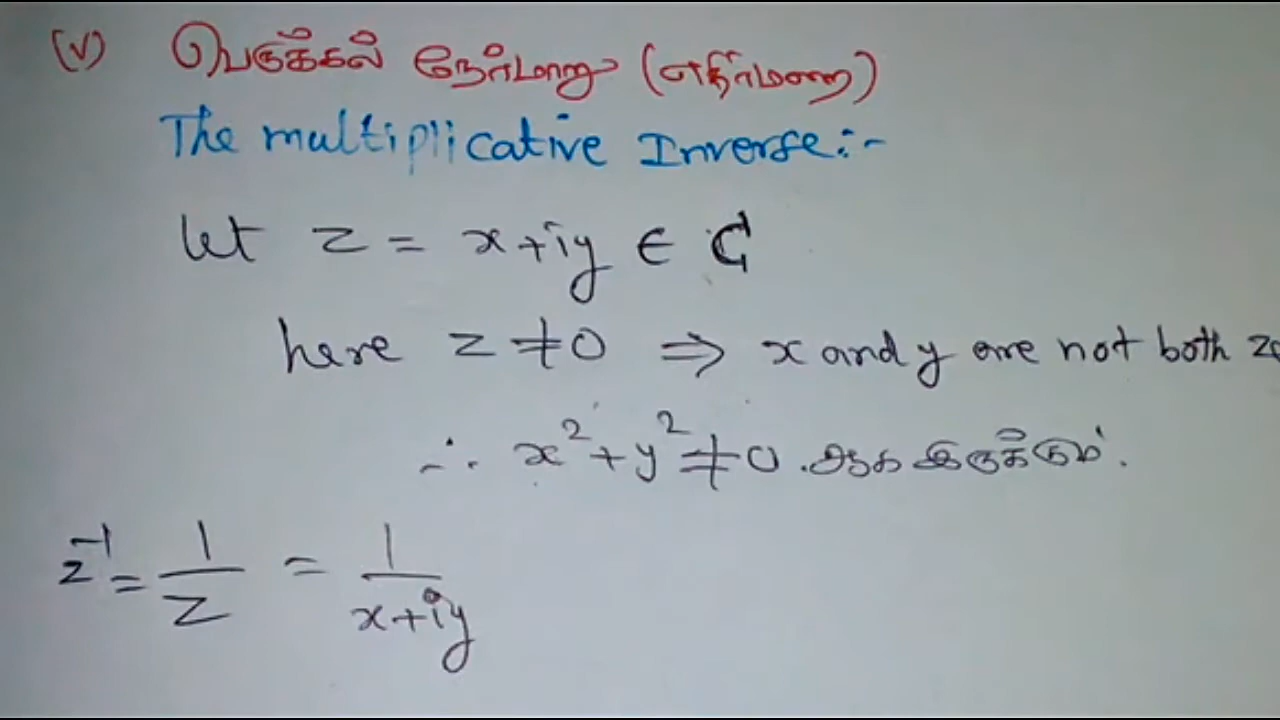 (v) பெருக்கல் நேர்மாறு (எதிர்மறை)
The multiplicative Inverse:-
let z = x+iy ∈ ℂ
here z ≠ 0 ⇒ x and y are not both
∴ x²+y² ≠ 0. ஆக இருக்கும்.
z⁻¹ = 1/z = 1/(x+iy)